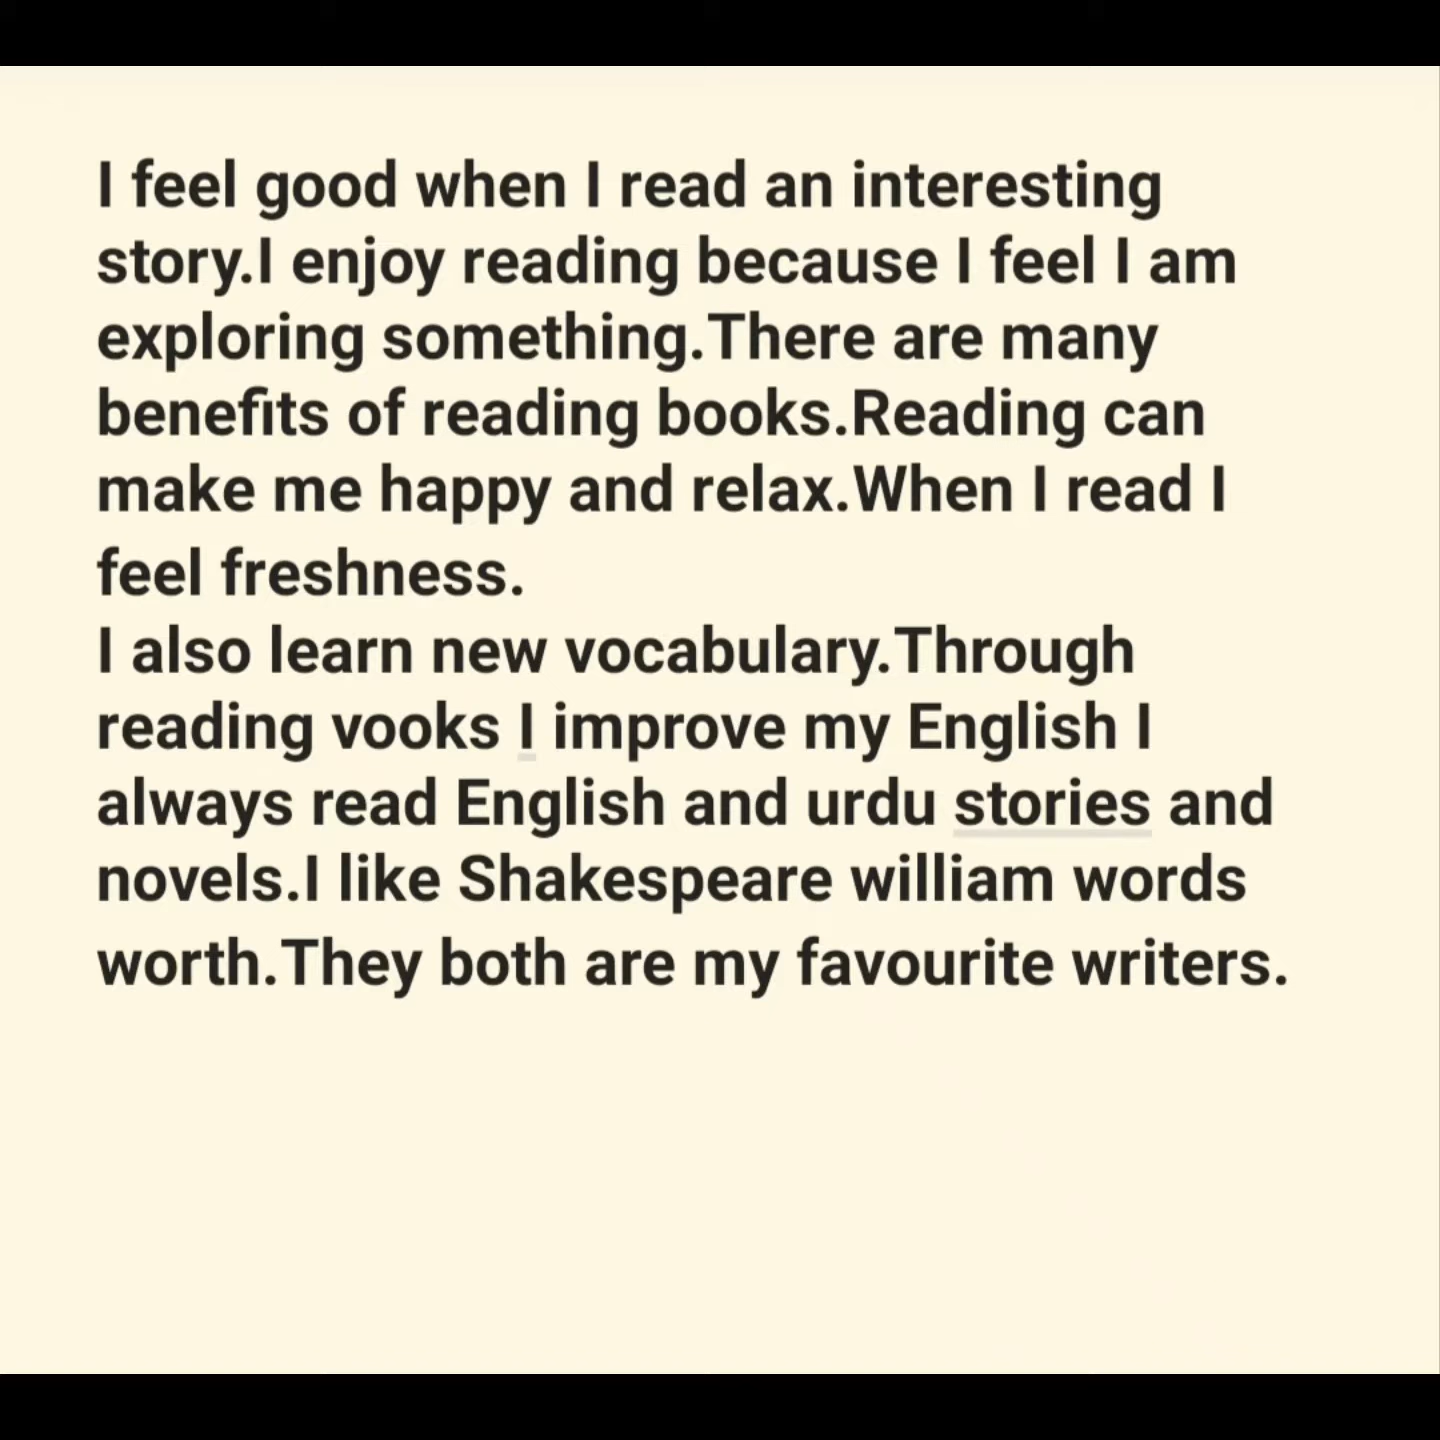 I feel good when I read an interesting
story.I enjoy reading because I feel I am
exploring something.There are many
benefits of reading books.Reading can
make me happy and relax.When I read I
feel freshness.
I also learn new vocabulary.Through
reading vooks I improve my English I
always read English and urdu stories and
novels.I like Shakespeare william words
worth.They both are my favourite writers.